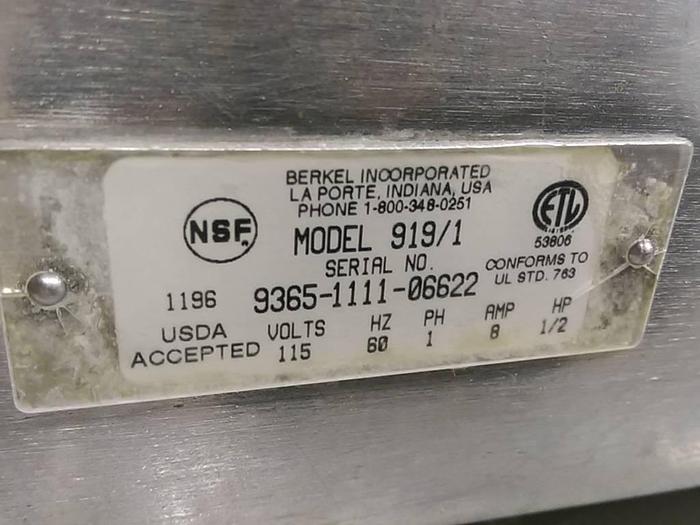 BERKEL INCORPORATED
LA PORTE, INDIANA, USA
PHONE 1-800-348-0251
NSF
ETL
LISTED
MODEL 919/1
53806
SERIAL NO.
CONFORMS TO
UL STD. 763
1196 9365-1111-06622
USDA
ACCEPTED
VOLTS HZ PH AMP HP
115 60 1 8 1/2